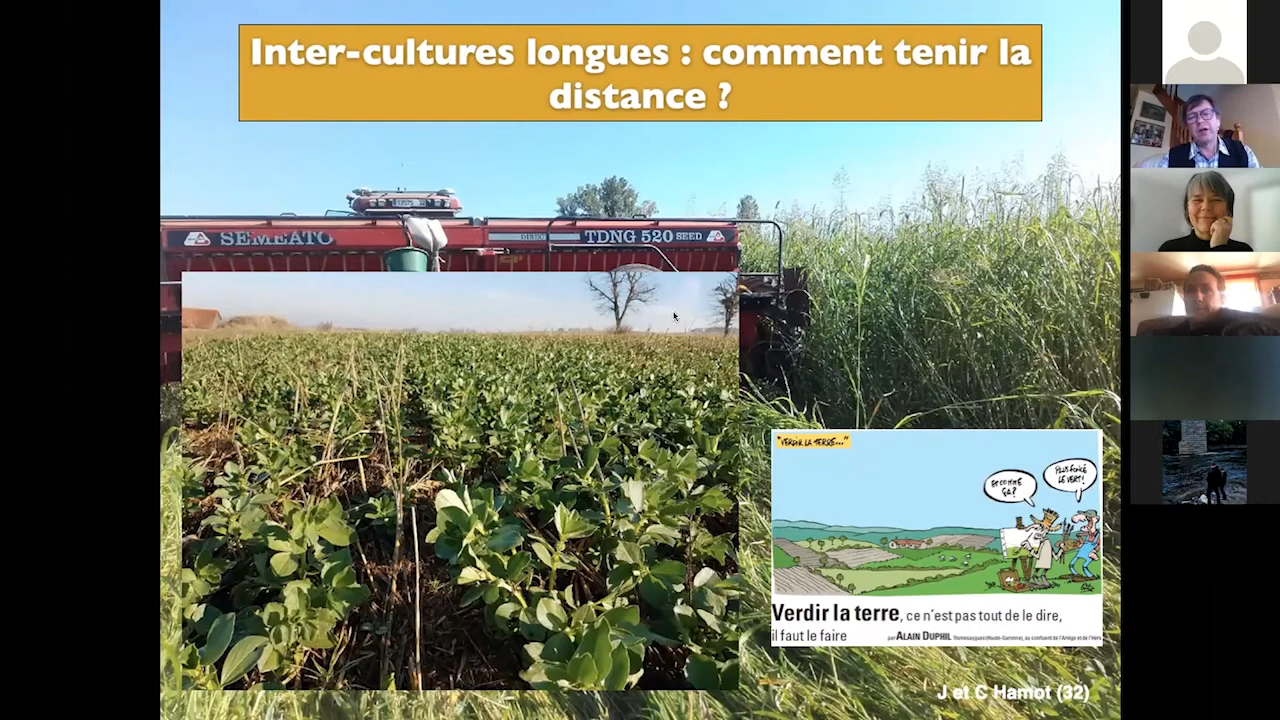 Inter-cultures longues : comment tenir la
distance ?
SEMEATO
TDNG 520 SEED
"VERDIR LA TERRE..."
ET COMME
ÇA ?
PLUS FONCÉ
LE VERT !
Verdir la terre, ce n'est pas tout de le dire,
il faut le faire
par ALAIN DUPHIL
J et C Hamot (32)